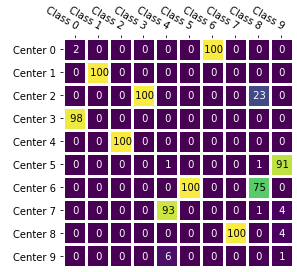 Class 0 Class 1 Class 2 Class 3 Class 4 Class 5 Class 6 Class 7 Class 8 Class 9
Center 0 2 0 0 0 0 0 100 0 0 0
Center 1 0 100 0 0 0 0 0 0 0 0
Center 2 0 0 0 100 0 0 0 0 23 0
Center 3 98 0 0 0 0 0 0 0 0 0
Center 4 0 0 100 0 0 0 0 0 0 0
Center 5 0 0 0 0 1 0 0 0 1 91
Center 6 0 0 0 0 0 100 0 0 75 0
Center 7 0 0 0 0 93 0 0 0 1 4
Center 8 0 0 0 0 0 0 0 100 0 4
Center 9 0 0 0 0 6 0 0 0 0 1